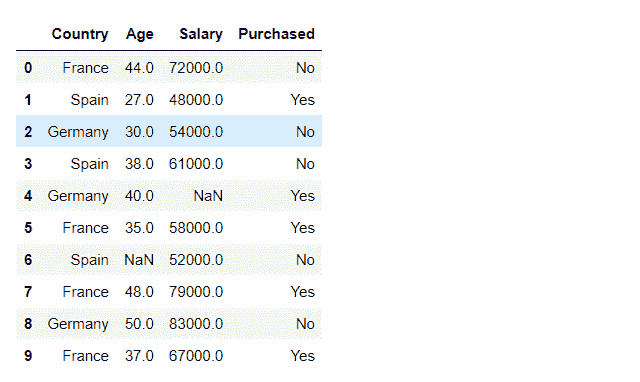 Country Age Salary Purchased
0 France 44.0 72000.0 No
1 Spain 27.0 48000.0 Yes
2 Germany 30.0 54000.0 No
3 Spain 38.0 61000.0 No
4 Germany 40.0 NaN Yes
5 France 35.0 58000.0 Yes
6 Spain NaN 52000.0 No
7 France 48.0 79000.0 Yes
8 Germany 50.0 83000.0 No
9 France 37.0 67000.0 Yes